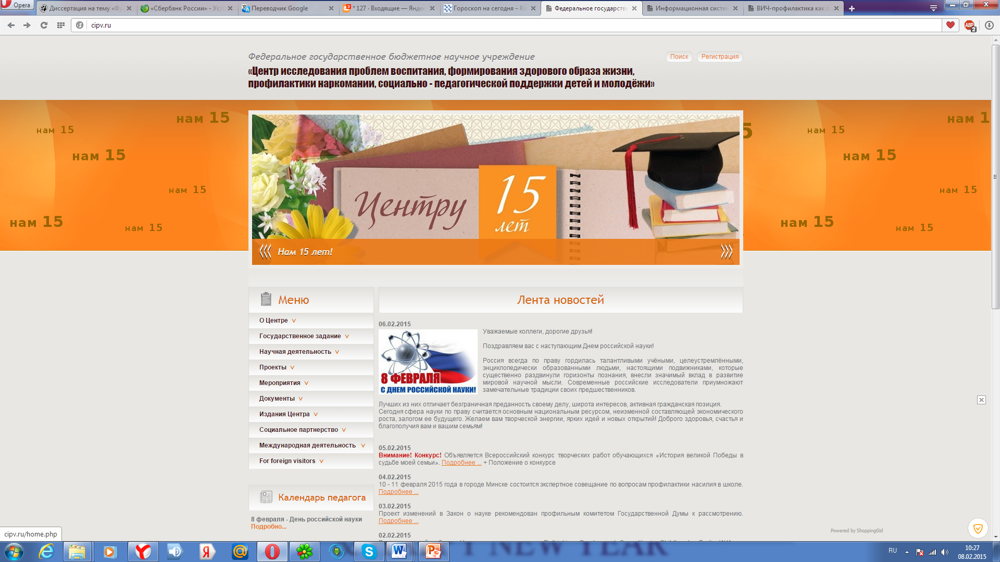 Opera
Диссертация на тему «Фу
«Сбербанк России» - Усл
Переводчик Google
* 127 · Входящие — Яндек
Гороскоп на сегодня – Ra
Федеральное государстве
Информационная систем
ВИЧ-профилактика как о
cipv.ru
ABP
2
Федеральное государственное бюджетное научное учреждение
Поиск
Регистрация
«Центр исследования проблем воспитания, формирования здорового образа жизни,
профилактики наркомании, социально - педагогической поддержки детей и молодёжи»
нам 15
нам 15
нам 15
нам 15
нам 15
нам 15
5
нам 1
нам 15
нам 15
нам 15
нам 15
нам 15
Центру
15
лет
Нам 15 лет!
Меню
О Центре
Государственное задание
Научная деятельность
Проекты
Мероприятия
Документы
Издания Центра
Социальное партнерство
Международная деятельность
For foreign visitors
Календарь педагога
8 февраля - День российской науки
Подробно...
Лента новостей
06.02.2015
8 ФЕВРАЛЯ
С ДНЕМ РОССИЙСКОЙ НАУКИ!
Уважаемые коллеги, дорогие друзья!
Поздравляем вас с наступающим Днем российской науки!
Россия всегда по праву гордилась талантливыми учёными, целеустремлёнными,
энциклопедически образованными людьми, настоящими подвижниками, которые
существенно раздвинули горизонты познания, внесли значимый вклад в развитие
мировой научной мысли. Современные российские исследователи приумножают
замечательные традиции своих предшественников.
Лучших из них отличает безграничная преданность своему делу, широта интересов, активная гражданская позиция.
Сегодня сфера науки по праву считается основным национальным ресурсом, неизменной составляющей экономического
роста, залогом ее будущего. Желаем вам творческой энергии, ярких идей и новых открытий! Доброго здоровья, счастья и
благополучия вам и вашим семьям!
05.02.2015
Внимание! Конкурс! Объявляется Всероссийский конкурс творческих работ обучающихся «История великой Победы в
судьбе моей семьи». Подробнее ... + Положение о конкурсе
04.02.2015
10 - 11 февраля 2015 года в городе Минске состоится экспертное совещание по вопросам профилактики насилия в школе.
Подробнее ...
03.02.2015
Проект изменений в Закон о науке рекомендован профильным комитетом Государственной Думы к рассмотрению.
Подробнее ...
02.02.2015
Powered by ShoppingGid
cipv.ru/home.php
NEW YEAR
RU
10:27
08.02.2015